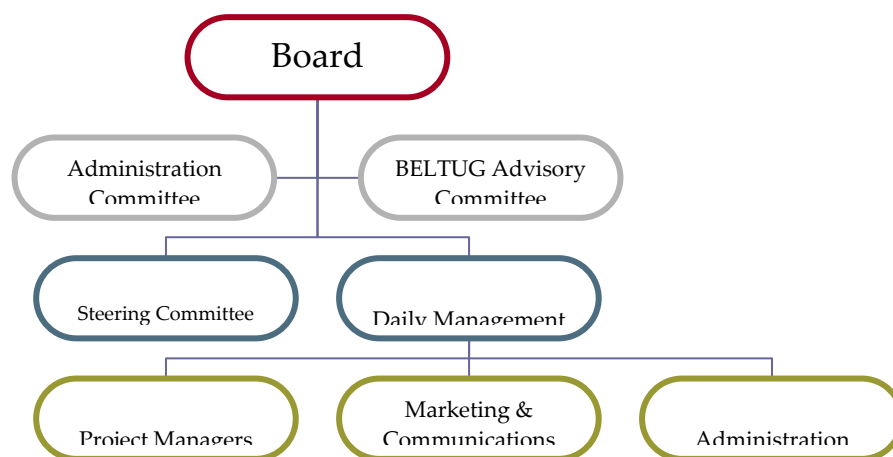 Board
Administration
Committee
BELTUG Advisory
Committee
Steering Committee
Daily Management
Project Managers
Marketing &
Communications
Administration